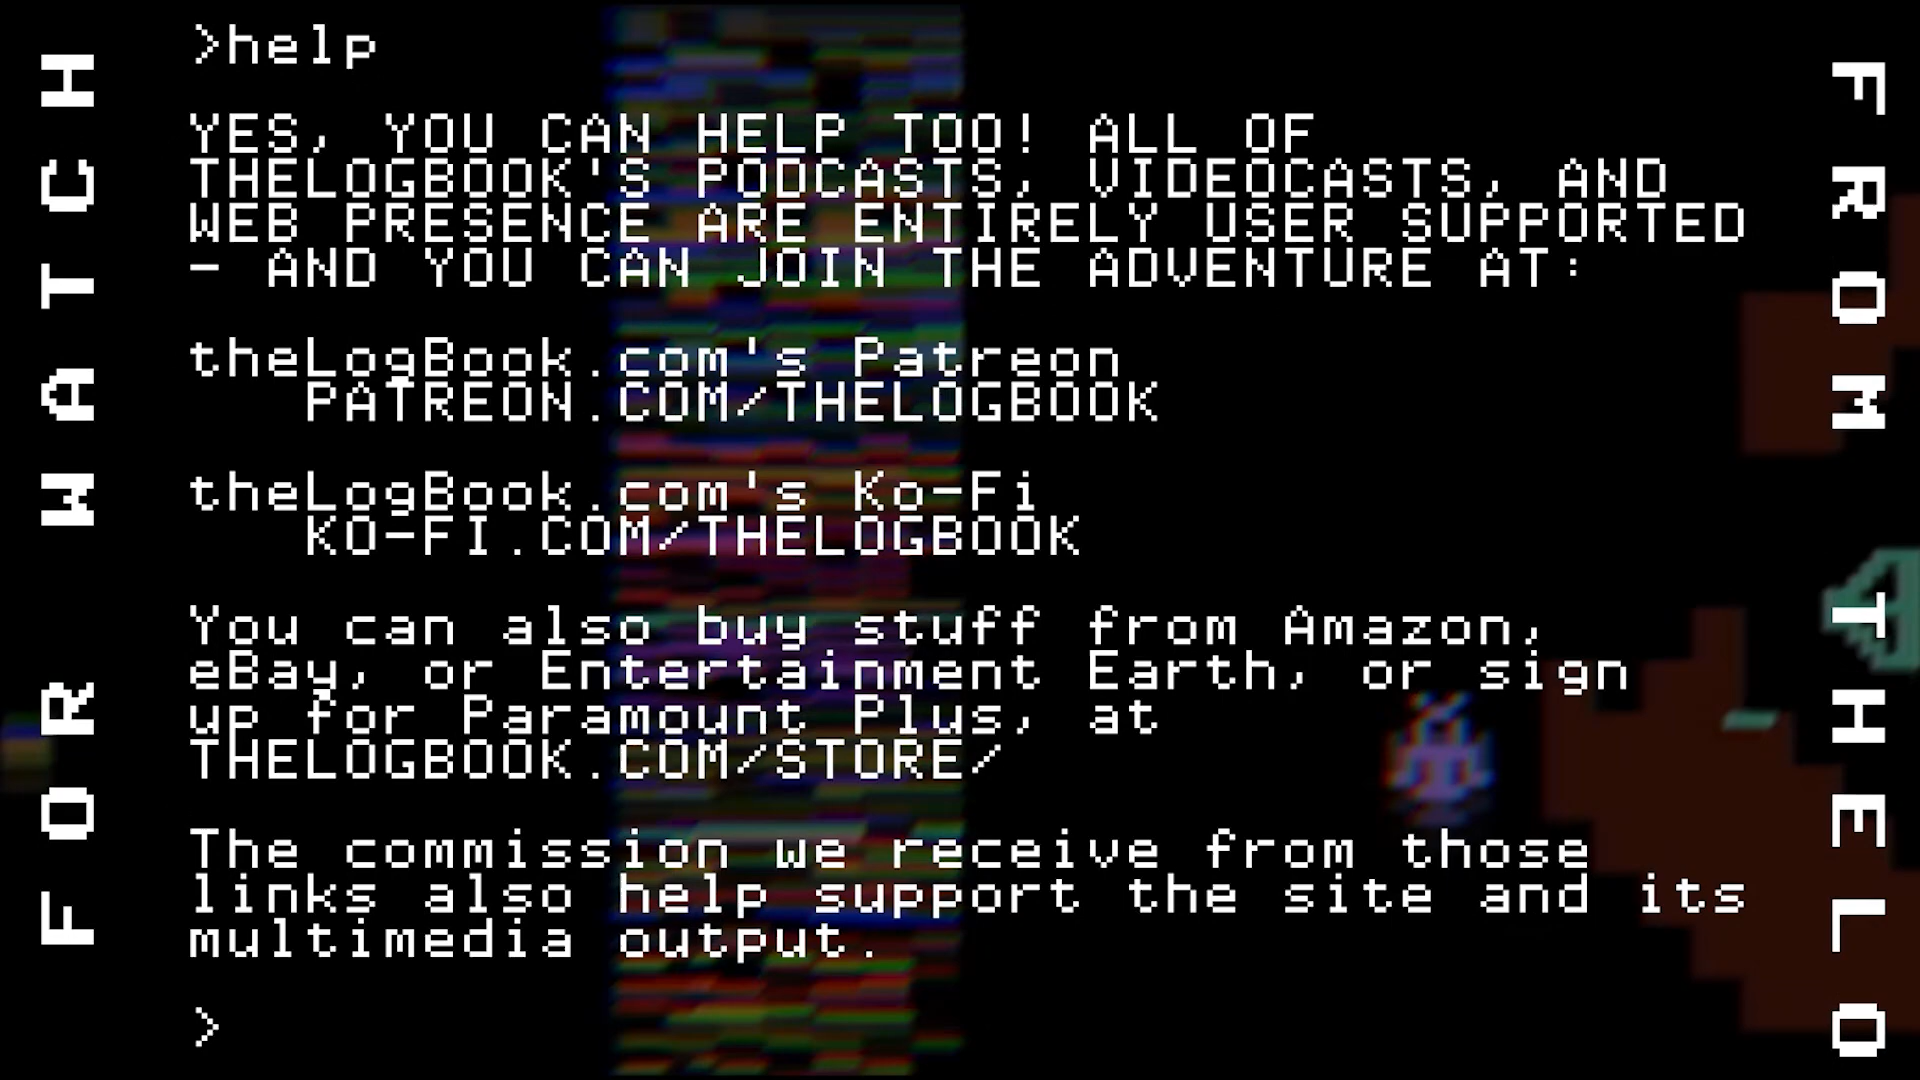 >help
YES, YOU CAN HELP TOO! ALL OF
THELOGBOOK'S PODCASTS, VIDEOCASTS, AND
WEB PRESENCE ARE ENTIRELY USER SUPPORTED
- AND YOU CAN JOIN THE ADVENTURE AT:
theLogBook.com's Patreon
PATREON.COM/THELOGBOOK
theLogBook.com's Ko-Fi
KO-FI.COM/THELOGBOOK
You can also buy stuff from Amazon,
eBay, or Entertainment Earth, or sign
up for Paramount Plus, at
THELOGBOOK.COM/STORE/
The commission we receive from those
links also help support the site and its
multimedia output.
>
FOR WATCH
FROM THELO
4